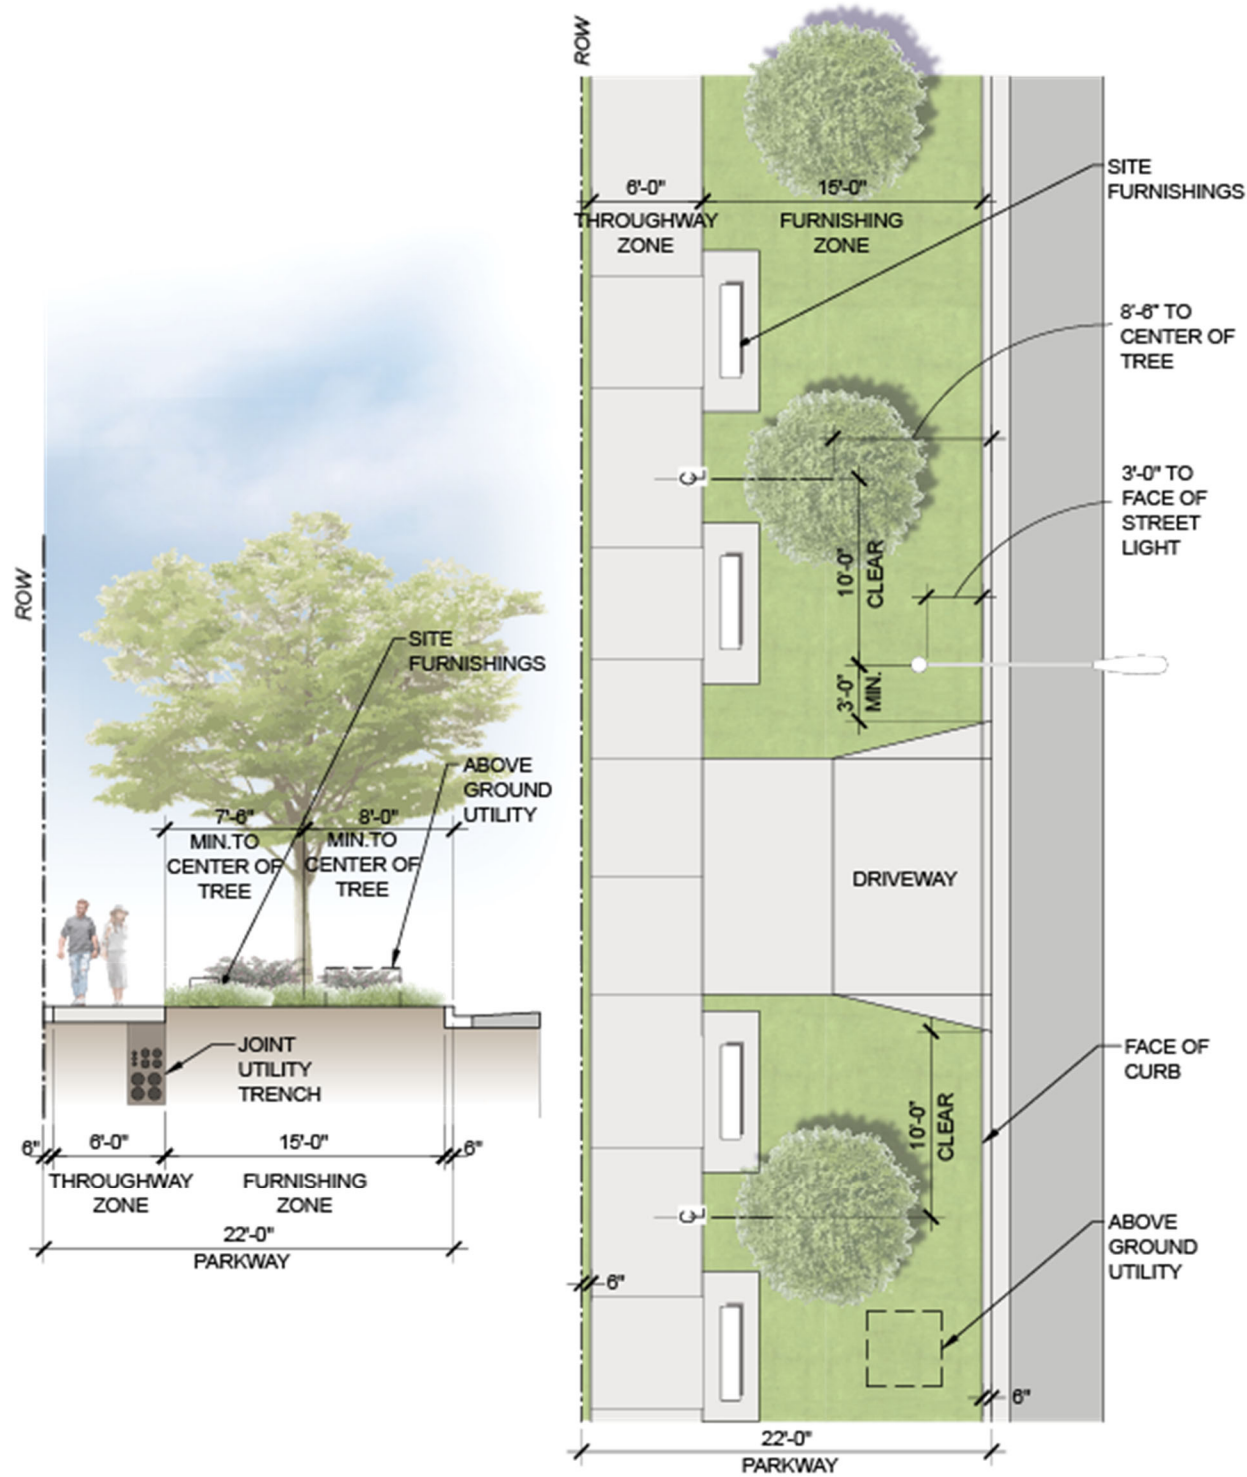 ROW
SITE
FURNISHINGS
ABOVE
GROUND
UTILITY
7'-6"
MIN.TO
CENTER OF
TREE
8'-0"
MIN.TO
CENTER OF
TREE
JOINT
UTILITY
TRENCH
6"
6'-0"
THROUGHWAY
ZONE
15'-0"
FURNISHING
ZONE
6"
22'-0"
PARKWAY
ROW
6'-0"
THROUGHWAY
ZONE
15'-0"
FURNISHING
ZONE
SITE
FURNISHINGS
8'-6" TO
CENTER OF
TREE
CL
3'-0" TO
FACE OF
STREET
LIGHT
10'-0"
CLEAR
3'-0"
MIN.
DRIVEWAY
FACE OF
CURB
10'-0"
CLEAR
CL
ABOVE
GROUND
UTILITY
6"
6"
22'-0"
PARKWAY